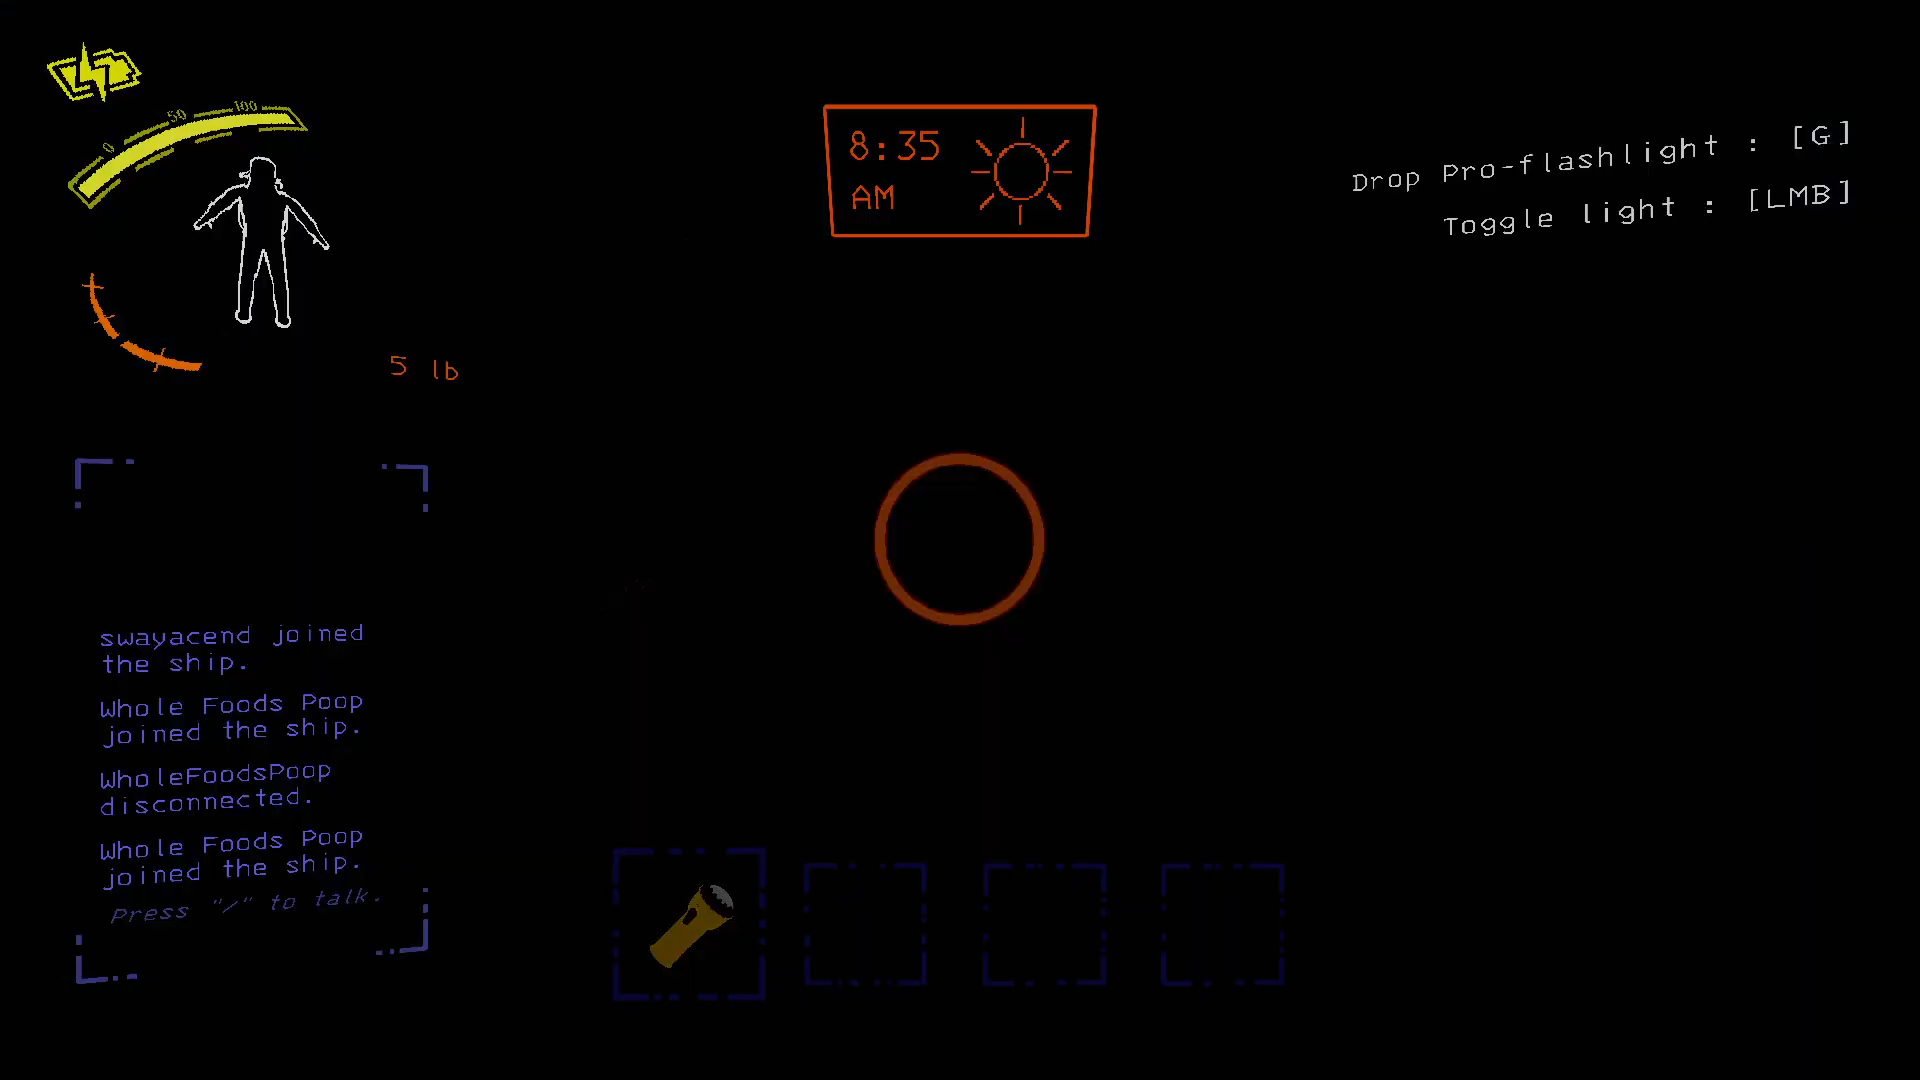 0 50 100
8:35
AM
Drop Pro-flashlight : [G]
Toggle light : [LMB]
5 lb
swayacend joined
the ship.
Whole Foods Poop
joined the ship.
WholeFoodsPoop
disconnected.
Whole Foods Poop
joined the ship.
Press "/" to talk.